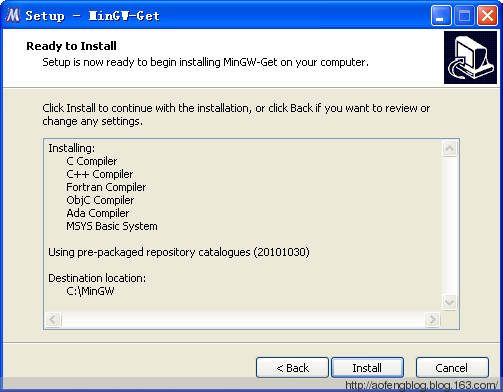 Setup - MinGW-Get
Ready to Install
Setup is now ready to begin installing MinGW-Get on your computer.
Click Install to continue with the installation, or click Back if you want to review or
change any settings.
Installing:
C Compiler
C++ Compiler
Fortran Compiler
ObjC Compiler
Ada Compiler
MSYS Basic System
Using pre-packaged repository catalogues (20101030)
Destination location:
C:\MinGW
< Back
Install
Cancel
http://aofengblog.blog.163.com/